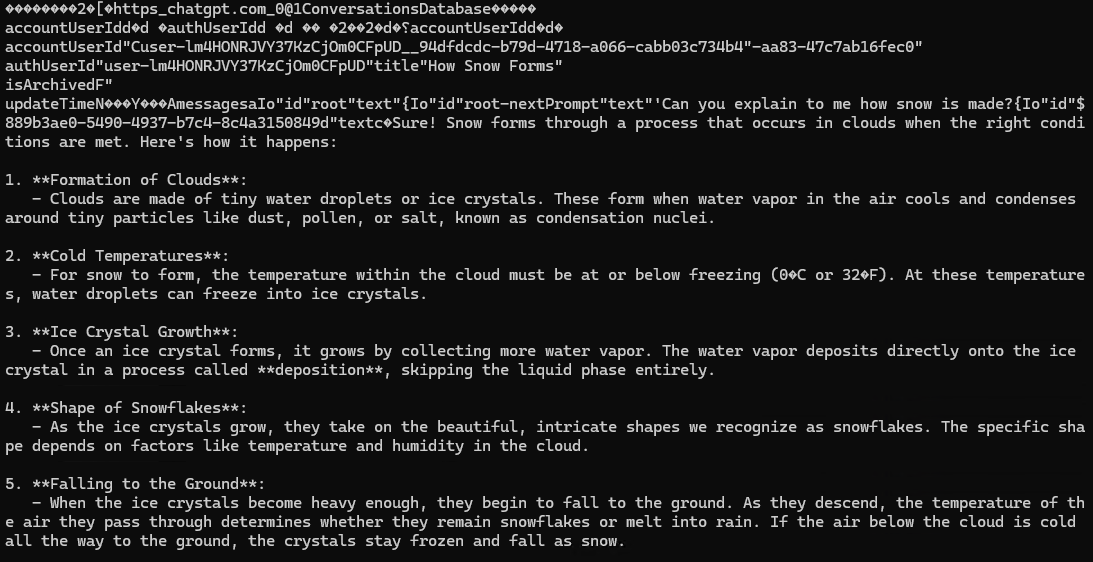 ���������2�[�https_chatgpt.com_0@1ConversationsDatabase�����
accountUserIdd�d �authUserIdd �d �� �2��2�d�؟accountUserIdd�d�
accountUserId"Cuser-lm4HONRJVY37KzCjOm0CFpUD__94dfdcdc-b79d-4718-a066-cabb03c734b4"-aa83-47c7ab16fec0"
authUserId"user-lm4HONRJVY37KzCjOm0CFpUD"title"How Snow Forms"
isArchivedF"
updateTimeN���Y���AmessagesaIo"id"root"text"{Io"id"root-nextPrompt"text"'Can you explain to me how snow is made?{Io"id"$
889b3ae0-5490-4937-b7c4-8c4a3150849d"textc�Sure! Snow forms through a process that occurs in clouds when the right condi
tions are met. Here's how it happens:

1. **Formation of Clouds**:
   - Clouds are made of tiny water droplets or ice crystals. These form when water vapor in the air cools and condenses
around tiny particles like dust, pollen, or salt, known as condensation nuclei.

2. **Cold Temperatures**:
   - For snow to form, the temperature within the cloud must be at or below freezing (0�C or 32�F). At these temperature
s, water droplets can freeze into ice crystals.

3. **Ice Crystal Growth**:
   - Once an ice crystal forms, it grows by collecting more water vapor. The water vapor deposits directly onto the ice
crystal in a process called **deposition**, skipping the liquid phase entirely.

4. **Shape of Snowflakes**:
   - As the ice crystals grow, they take on the beautiful, intricate shapes we recognize as snowflakes. The specific sha
pe depends on factors like temperature and humidity in the cloud.

5. **Falling to the Ground**:
   - When the ice crystals become heavy enough, they begin to fall to the ground. As they descend, the temperature of th
e air they pass through determines whether they remain snowflakes or melt into rain. If the air below the cloud is cold
all the way to the ground, the crystals stay frozen and fall as snow.